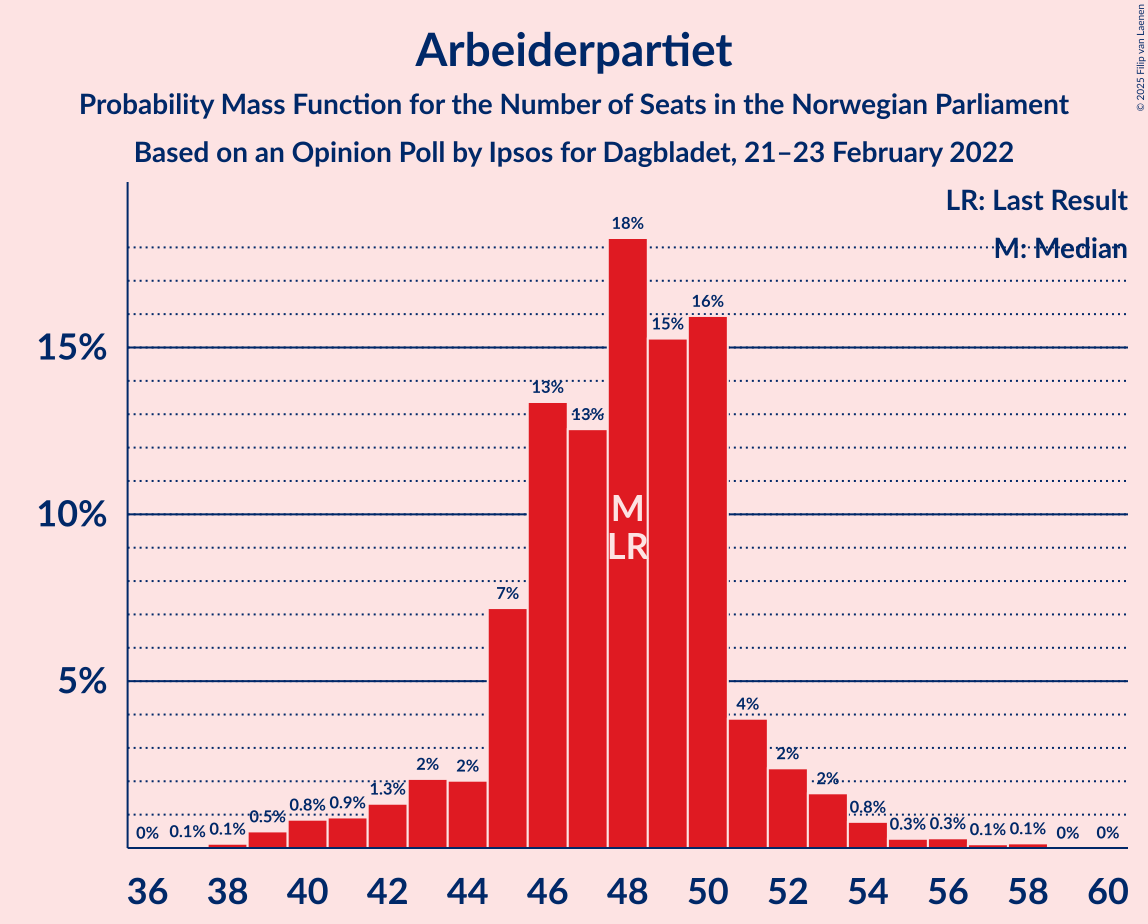 Arbeiderpartiet
Probability Mass Function for the Number of Seats in the Norwegian Parliament
Based on an Opinion Poll by Ipsos for Dagbladet, 21–23 February 2022
© 2025 Filip van Laenen
LR: Last Result
M: Median
15%
10%
5%
0% 0.1% 0.1% 0.5% 0.8% 0.9% 1.3% 2% 2% 7% 13% 13% 18% 15% 16% 4% 2% 2% 0.8% 0.3% 0.3% 0.1% 0.1% 0% 0%
M
LR
36 38 40 42 44 46 48 50 52 54 56 58 60